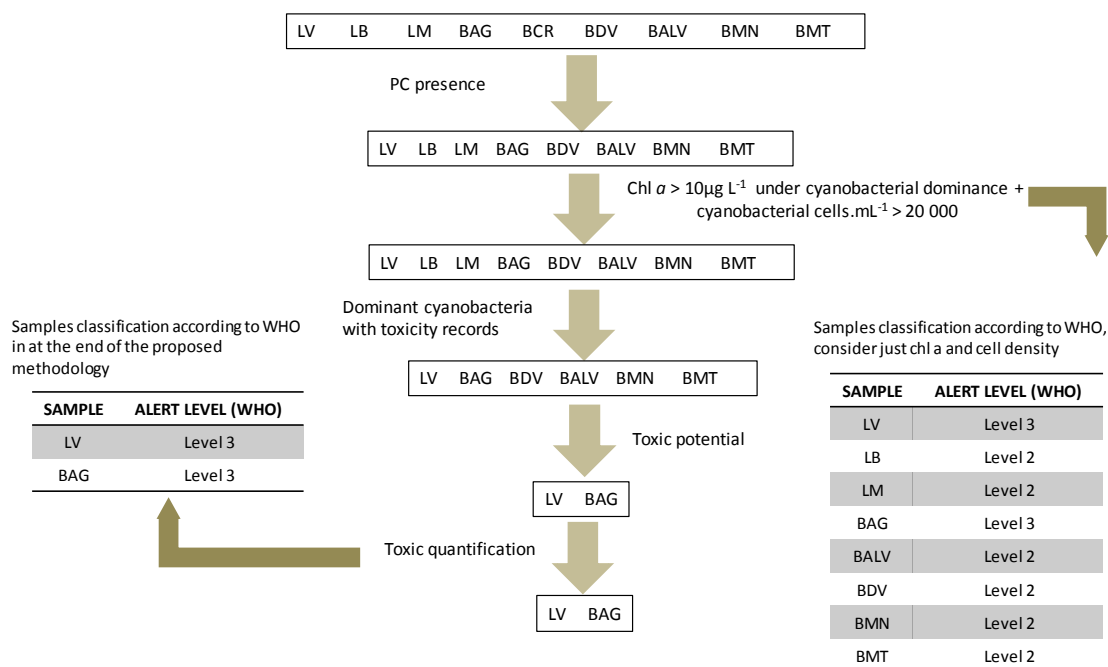 LV LB LM BAG BCR BDV BALV BMN BMT
PC presence
LV LB LM BAG BDV BALV BMN BMT
Chl a > 10µg L⁻¹ under cyanobacterial dominance +
cyanobacterial cells.mL⁻¹ > 20 000
LV LB LM BAG BDV BALV BMN BMT
Dominant cyanobacteria
with toxicity records
LV BAG BDV BALV BMN BMT
Toxic potential
LV BAG
Toxic quantification
LV BAG
Samples classification according to WHO
in at the end of the proposed
methodology
SAMPLE ALERT LEVEL (WHO)
LV Level 3
BAG Level 3
Samples classification according to WHO,
consider just chl a and cell density
SAMPLE ALERT LEVEL (WHO)
LV Level 3
LB Level 2
LM Level 2
BAG Level 3
BALV Level 2
BDV Level 2
BMN Level 2
BMT Level 2